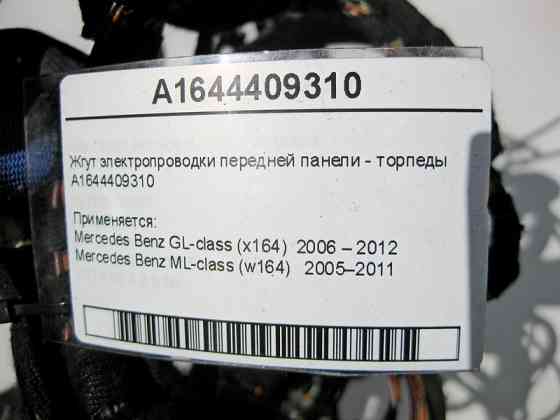 A1644409310
Жгут электропроводки передней панели - торпеды
A1644409310
Применяется:
Mercedes Benz GL-class (x164) 2006 – 2012
Mercedes Benz ML-class (w164) 2005–2011